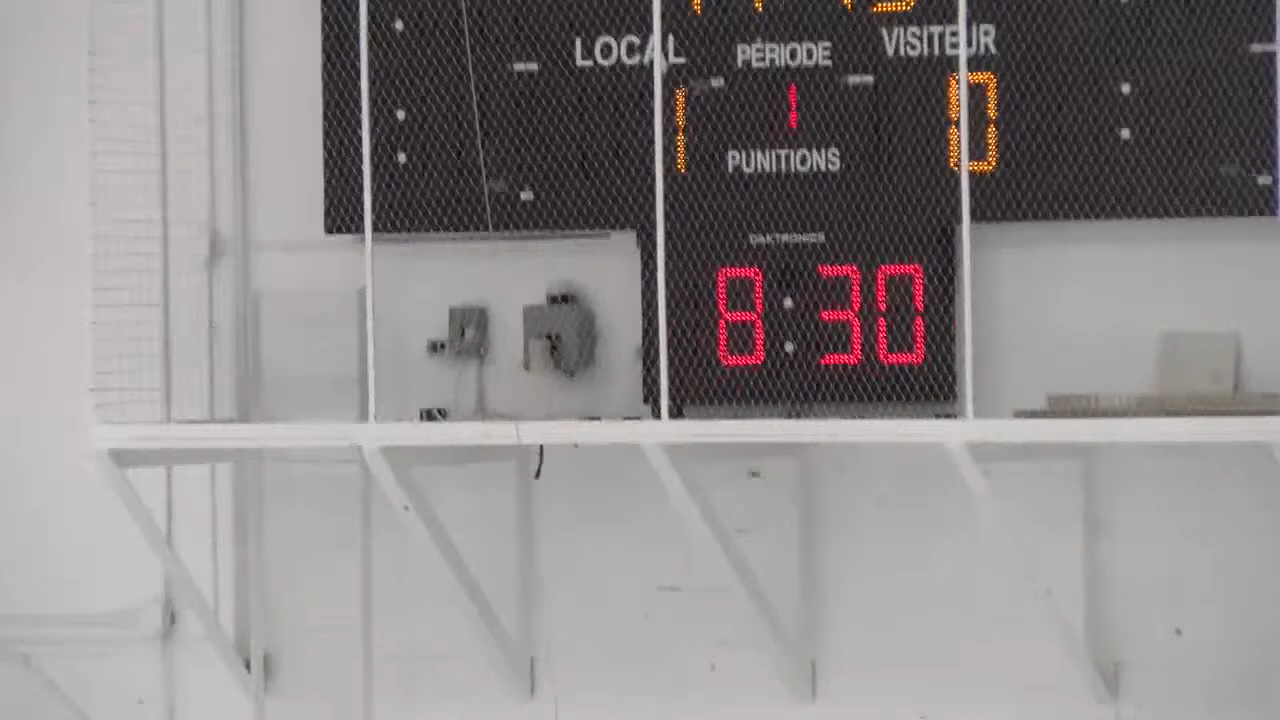 LOCAL PÉRIODE VISITEUR
1 1 0
PUNITIONS
DAKTRONICS
8:30